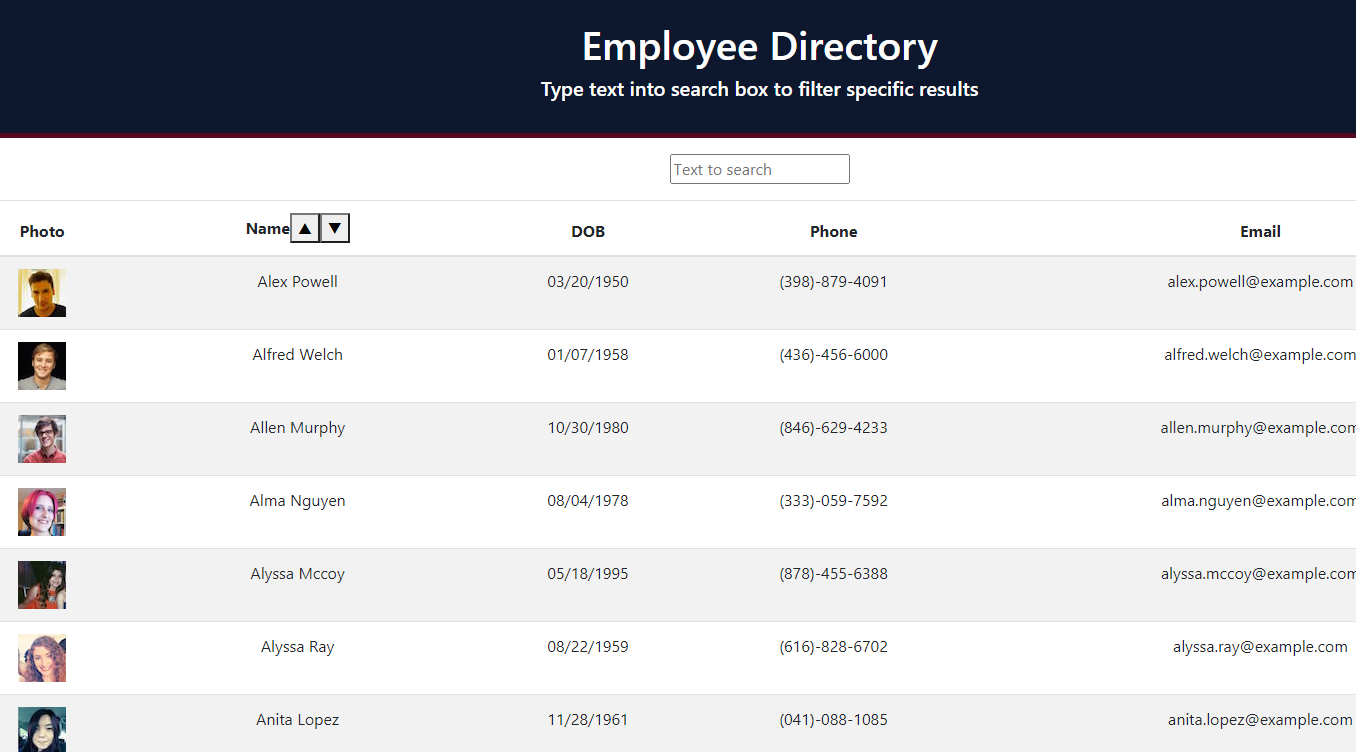 Employee Directory
Type text into search box to filter specific results
Text to search
Photo Name ▲ ▼ DOB Phone Email
Alex Powell 03/20/1950 (398)-879-4091 alex.powell@example.com
Alfred Welch 01/07/1958 (436)-456-6000 alfred.welch@example.com
Allen Murphy 10/30/1980 (846)-629-4233 allen.murphy@example.com
Alma Nguyen 08/04/1978 (333)-059-7592 alma.nguyen@example.com
Alyssa Mccoy 05/18/1995 (878)-455-6388 alyssa.mccoy@example.com
Alyssa Ray 08/22/1959 (616)-828-6702 alyssa.ray@example.com
Anita Lopez 11/28/1961 (041)-088-1085 anita.lopez@example.com